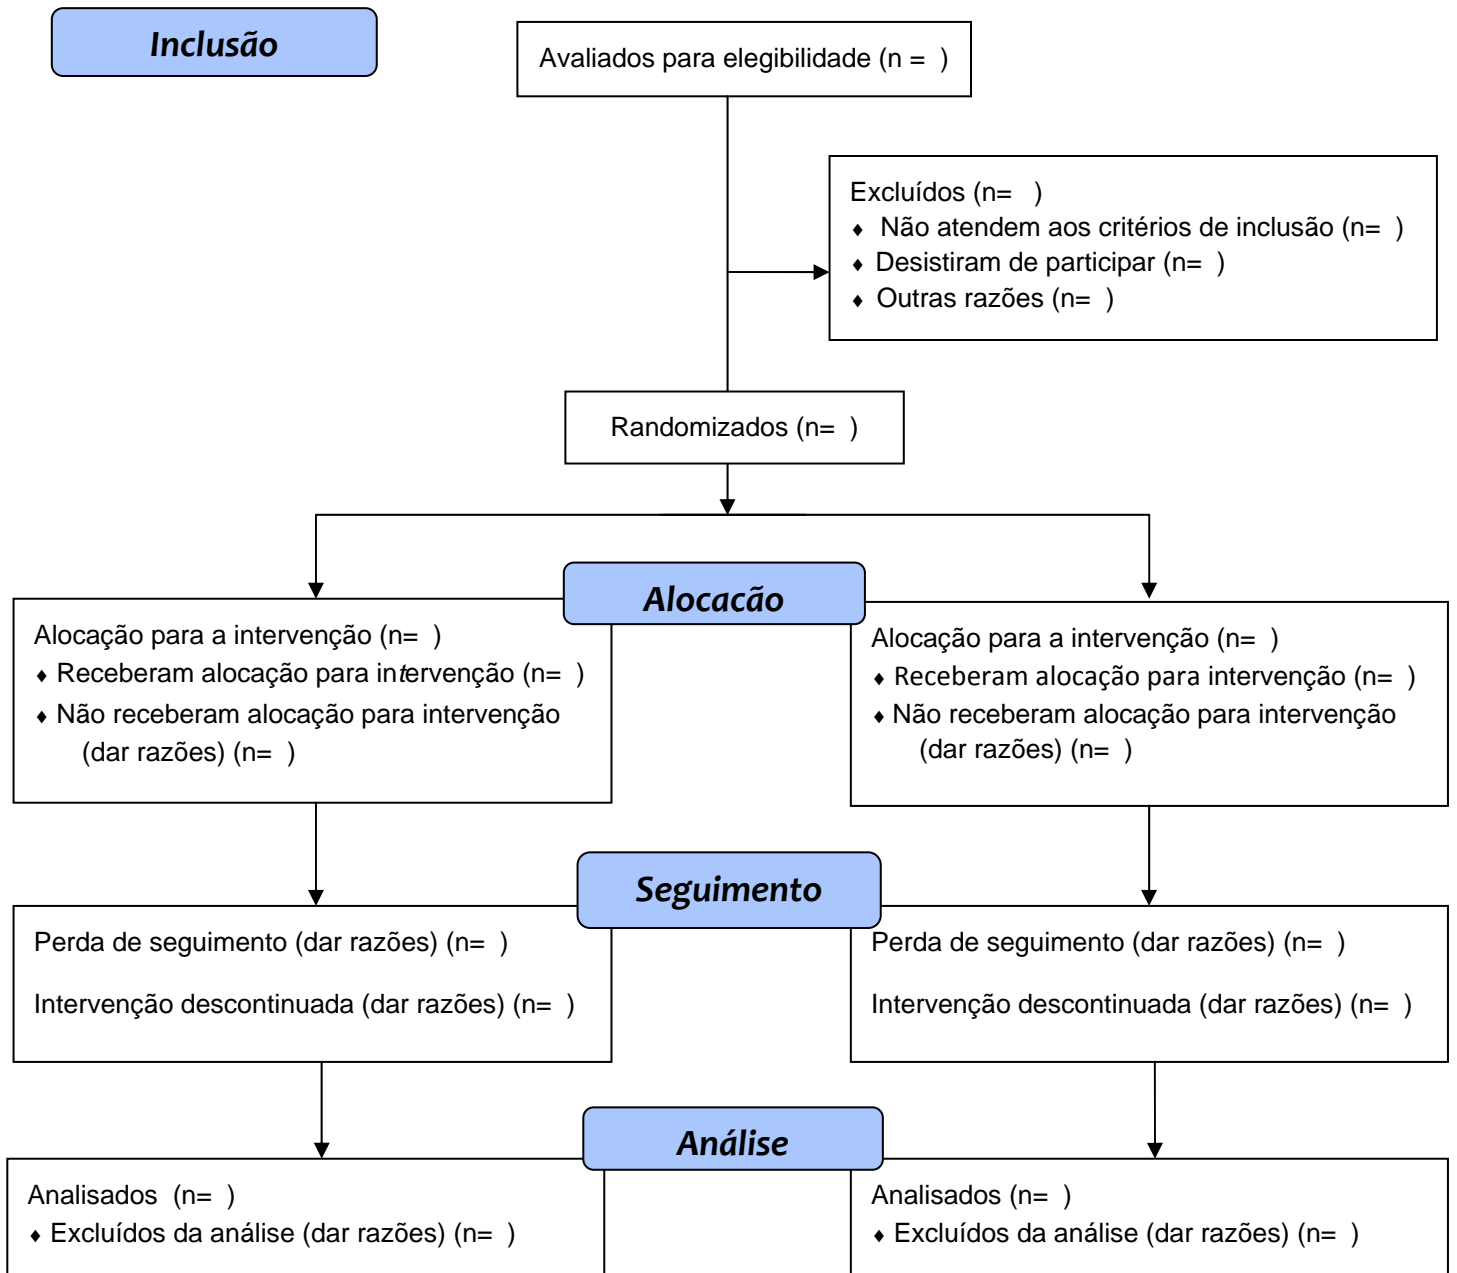 Inclusão
Avaliados para elegibilidade (n =  )
Excluídos (n=   )
♦ Não atendem aos critérios de inclusão (n=  )
♦ Desistiram de participar (n=  )
♦ Outras razões (n=  )
Randomizados (n=  )
Alocacão
Alocação para a intervenção (n=  )
♦ Receberam alocação para intervenção (n=  )
♦ Não receberam alocação para intervenção
(dar razões) (n=  )
Alocação para a intervenção (n=  )
♦ Receberam alocação para intervenção (n=  )
♦ Não receberam alocação para intervenção
(dar razões) (n=  )
Seguimento
Perda de seguimento (dar razões) (n=  )
Intervenção descontinuada (dar razões) (n=  )
Perda de seguimento (dar razões) (n=  )
Intervenção descontinuada (dar razões) (n=  )
Análise
Analisados  (n=  )
♦ Excluídos da análise (dar razões) (n=  )
Analisados (n=  )
♦ Excluídos da análise (dar razões) (n=  )